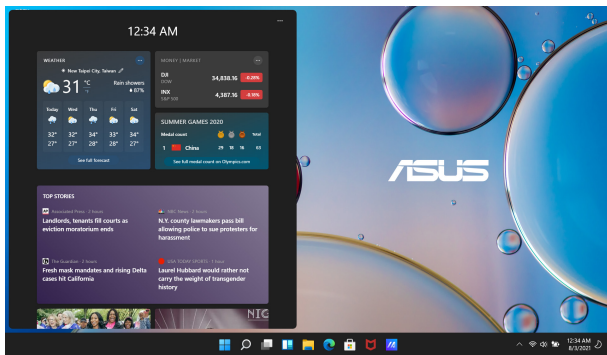 12:34 AM
WEATHER
New Taipei City, Taiwan
31 °C
°F
Rain showers
87%
Today Wed Thu Fri Sat
32° 32° 34° 33° 34°
27° 27° 28° 27° 27°
See full forecast
MONEY | MARKET
DJI
DOW
34,838.16 -0.28%
INX
S&P 500
4,387.16 -0.18%
SUMMER GAMES 2020
Medal count Total
1 China 29 18 16 63
See full medal count on Olympics.com
TOP STORIES
Associated Press · 2 hours
Landlords, tenants fill courts as
eviction moratorium ends
NBC News · 2 hours
N.Y. county lawmakers pass bill
allowing police to sue protesters for
harassment
The Guardian · 2 hours
Fresh mask mandates and rising Delta
cases hit California
USA TODAY SPORTS · 1 hour
Laurel Hubbard would rather not
carry the weight of transgender
history
NIG
ASUS
12:34 AM
8/3/2021